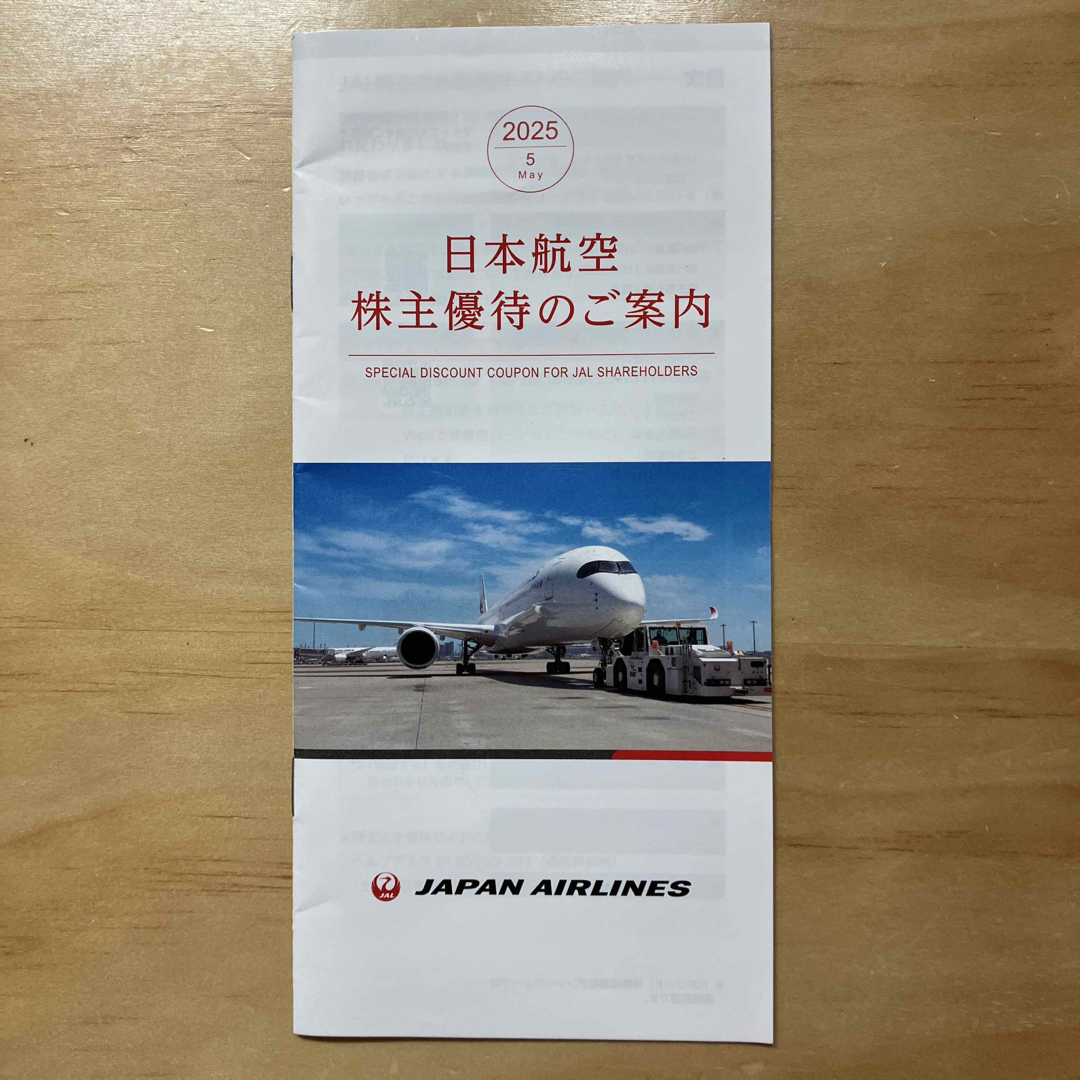 2025
5
May
日本航空
株主優待のご案内
SPECIAL DISCOUNT COUPON FOR JAL SHAREHOLDERS
JAL
JAPAN AIRLINES